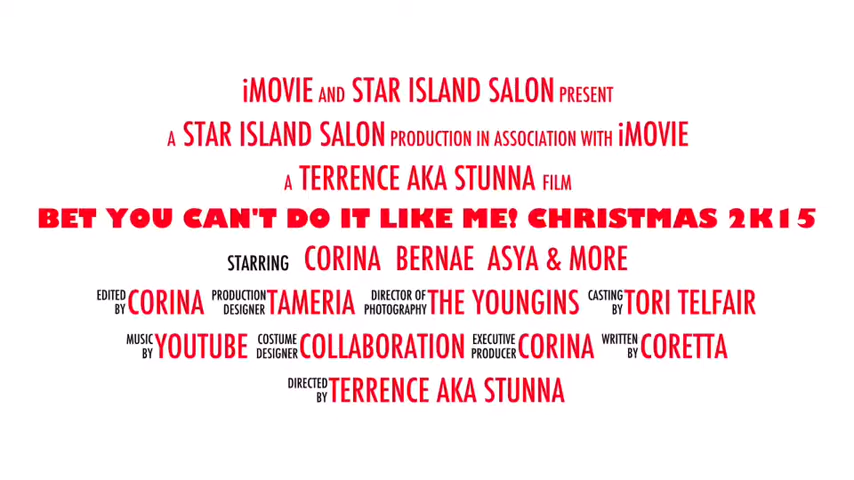 iMOVIE AND STAR ISLAND SALON PRESENT
A STAR ISLAND SALON PRODUCTION IN ASSOCIATION WITH iMOVIE
A TERRENCE AKA STUNNA FILM
BET YOU CAN'T DO IT LIKE ME! CHRISTMAS 2K15
STARRING CORINA BERNAE ASYA & MORE
EDITED BY CORINA PRODUCTION DESIGNER TAMERIA DIRECTOR OF PHOTOGRAPHY THE YOUNGINS CASTING BY TORI TELFAIR
MUSIC BY YOUTUBE COSTUME DESIGNER COLLABORATION EXECUTIVE PRODUCER CORINA WRITTEN BY CORETTA
DIRECTED BY TERRENCE AKA STUNNA